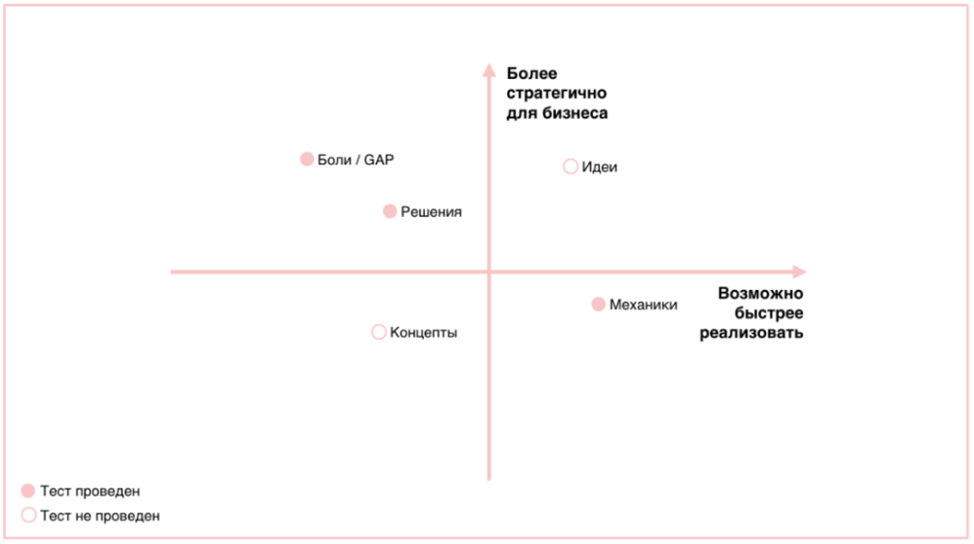 Более
стратегично
для бизнеса
Боли / GAP
Идеи
Решения
Механики
Возможно
быстрее
реализовать
Концепты
Тест проведен
Тест не проведен